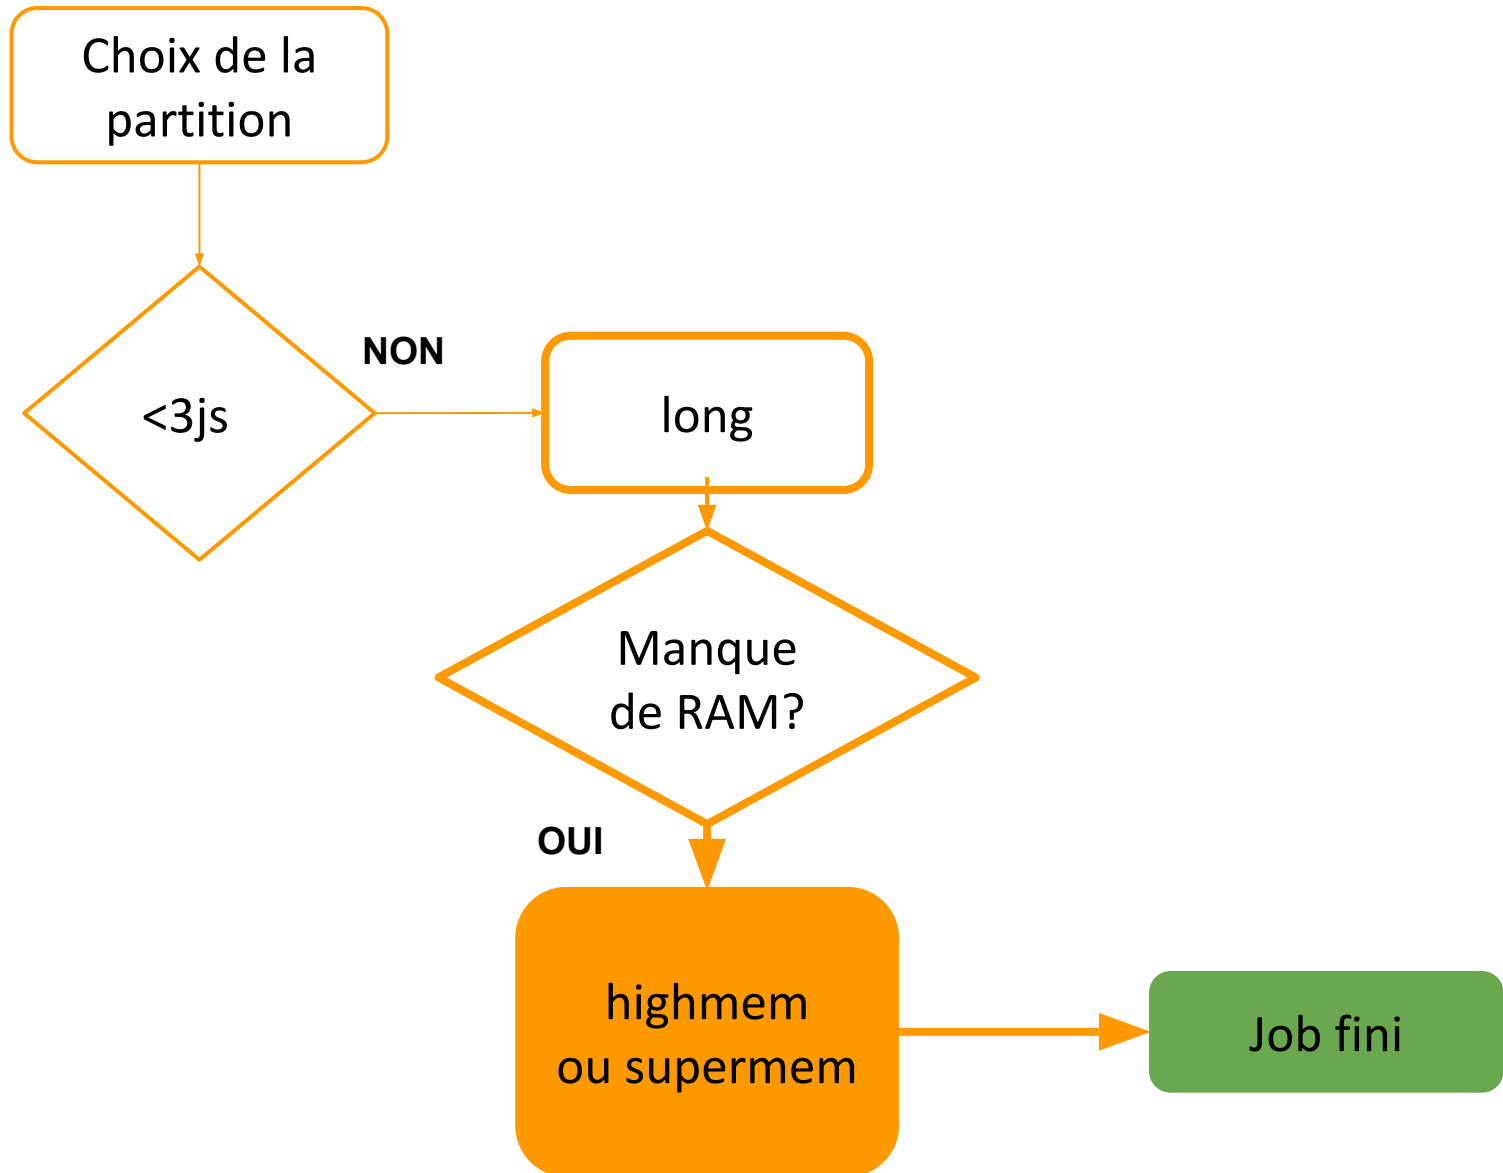 Choix de la
partition
<3js
NON
long
Manque
de RAM?
OUI
highmem
ou supermem
Job fini